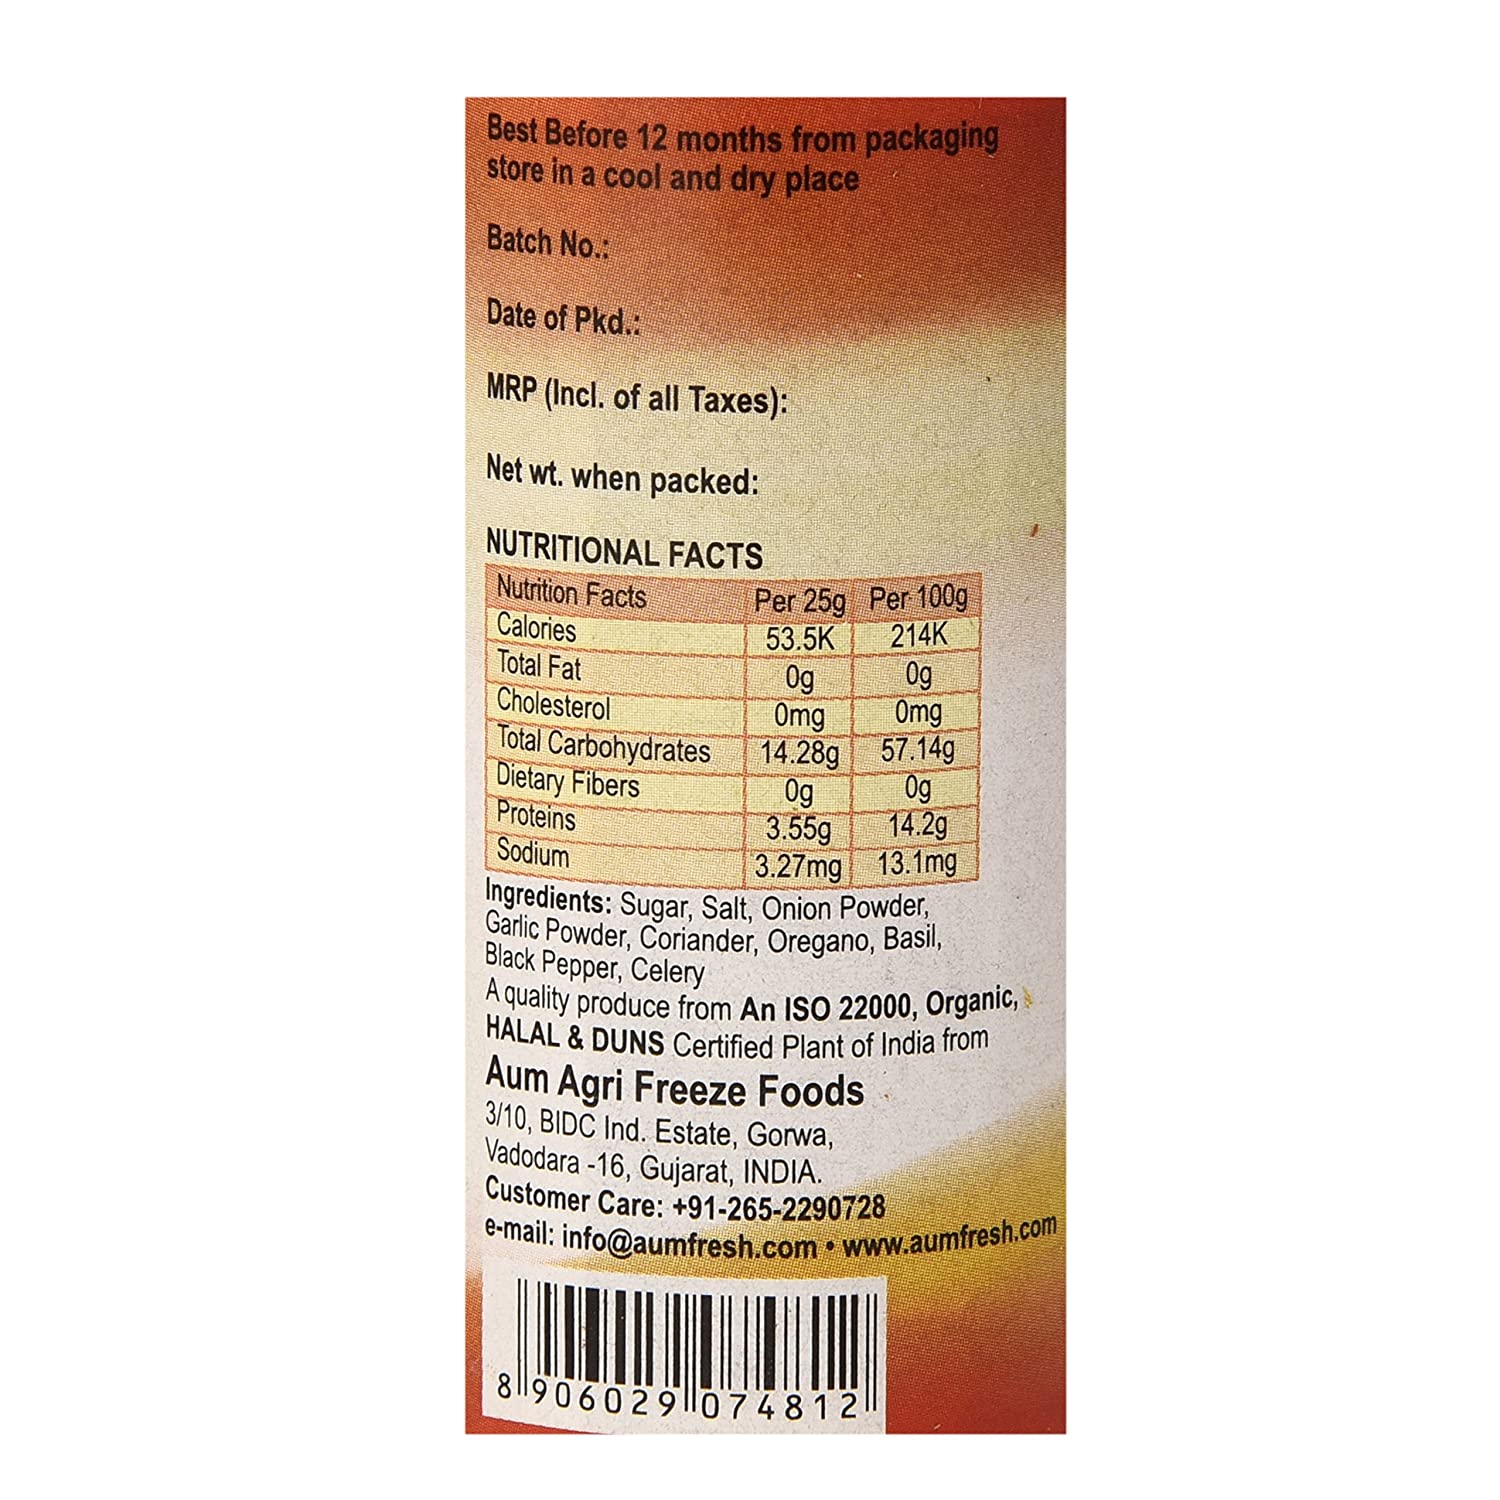 Best Before 12 months from packaging
store in a cool and dry place
Batch No.:
Date of Pkd.:
MRP (Incl. of all Taxes):
Net wt. when packed:
NUTRITIONAL FACTS
Nutrition Facts Per 25g Per 100g
Calories 53.5K 214K
Total Fat 0g 0g
Cholesterol 0mg 0mg
Total Carbohydrates 14.28g 57.14g
Dietary Fibers 0g 0g
Proteins 3.55g 14.2g
Sodium 3.27mg 13.1mg
Ingredients: Sugar, Salt, Onion Powder,
Garlic Powder, Coriander, Oregano, Basil,
Black Pepper, Celery
A quality produce from An ISO 22000, Organic,
HALAL & DUNS Certified Plant of India from
Aum Agri Freeze Foods
3/10, BIDC Ind. Estate, Gorwa,
Vadodara -16, Gujarat, INDIA.
Customer Care: +91-265-2290728
e-mail: info@aumfresh.com • www.aumfresh.com
8 906029 074812